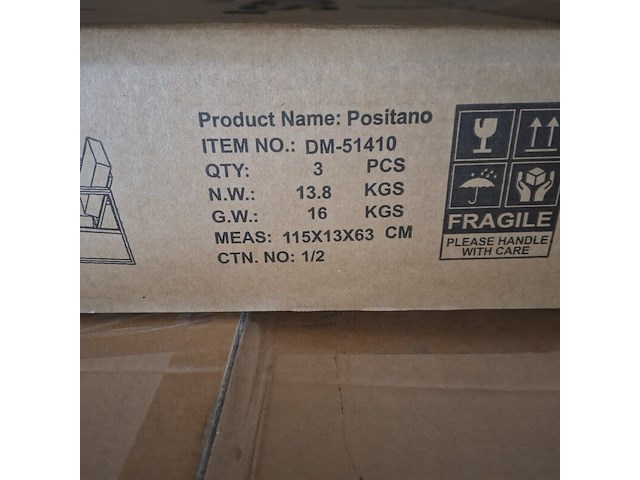 Product Name: Positano
ITEM NO.: DM-51410
QTY: 3 PCS
N.W.: 13.8 KGS
G.W.: 16 KGS
MEAS: 115X13X63 CM
CTN. NO: 1/2
FRAGILE
PLEASE HANDLE
WITH CARE